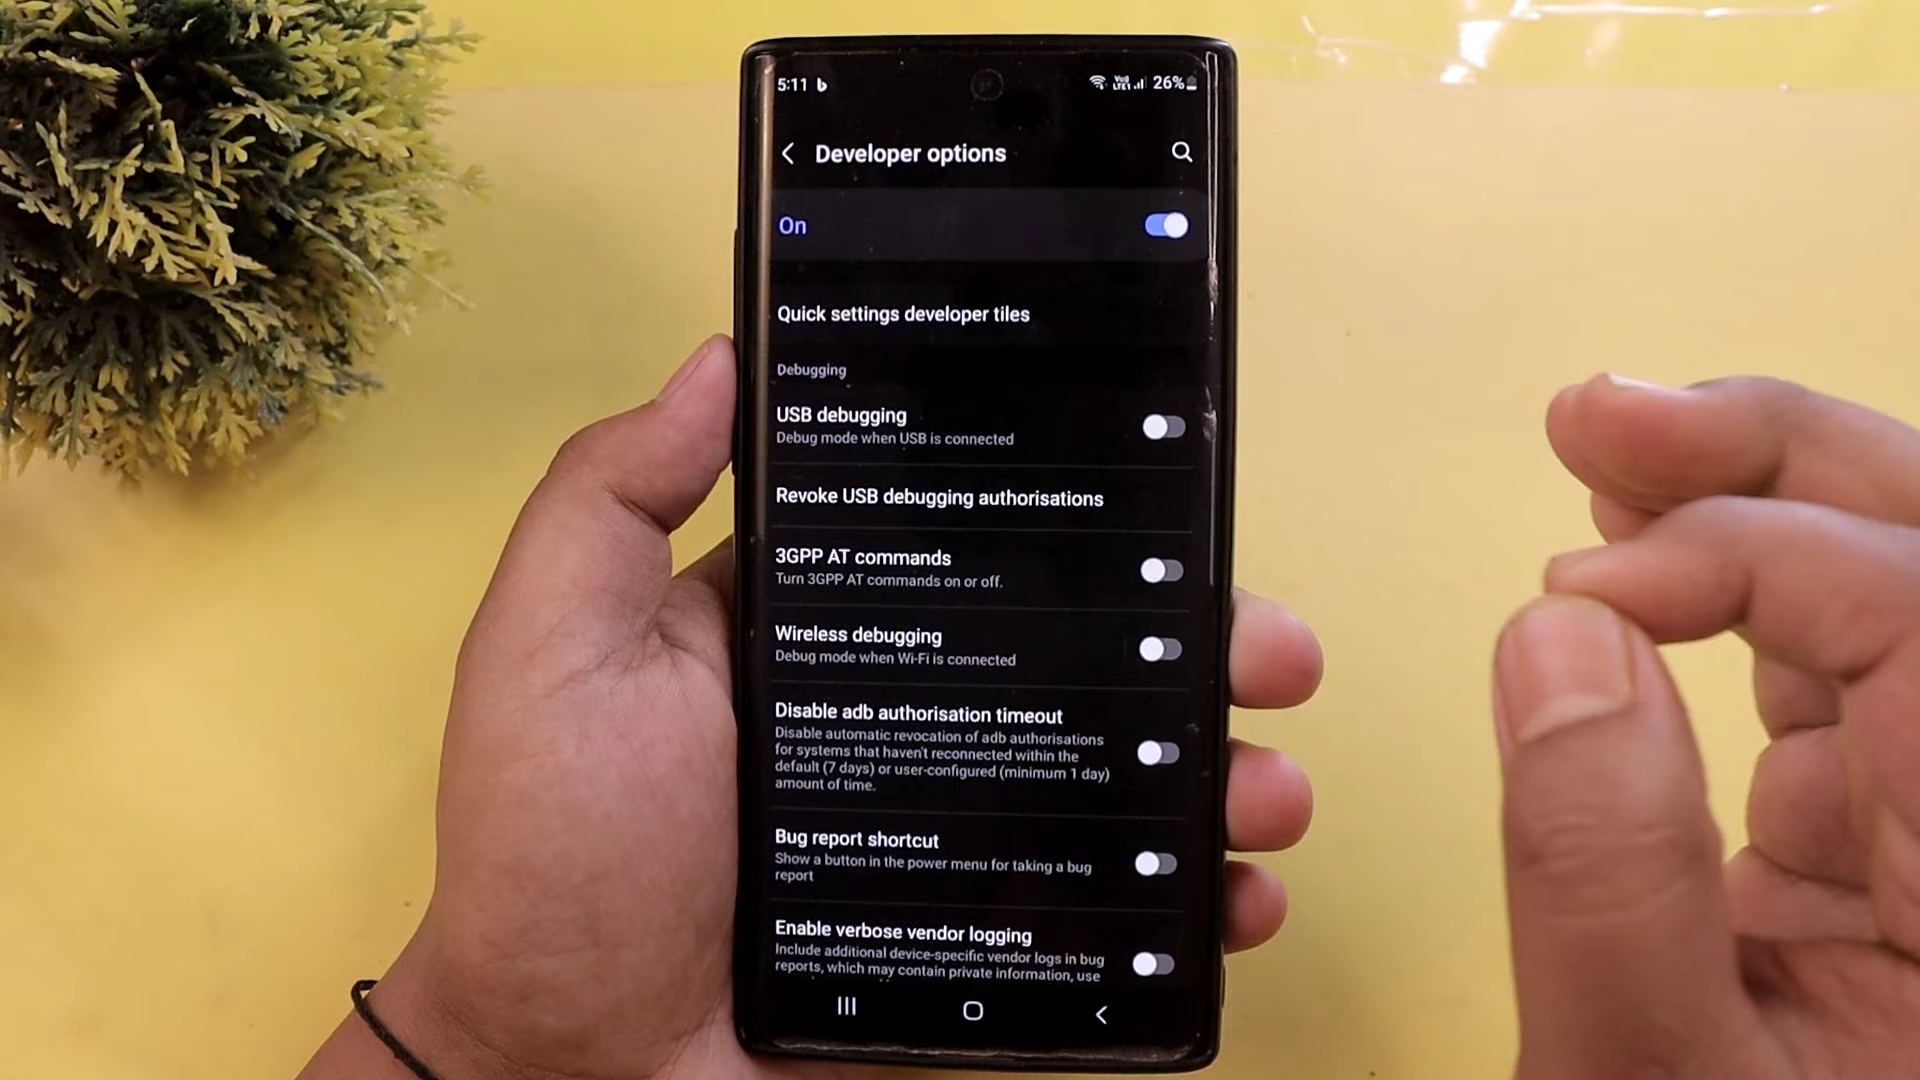 5:11 b
26%
Developer options
On
Quick settings developer tiles
Debugging
USB debugging
Debug mode when USB is connected
Revoke USB debugging authorisations
3GPP AT commands
Turn 3GPP AT commands on or off.
Wireless debugging
Debug mode when Wi-Fi is connected
Disable adb authorisation timeout
Disable automatic revocation of adb authorisations
for systems that haven't reconnected within the
default (7 days) or user-configured (minimum 1 day)
amount of time.
Bug report shortcut
Show a button in the power menu for taking a bug
report
Enable verbose vendor logging
Include additional device-specific vendor logs in bug
reports, which may contain private information, use